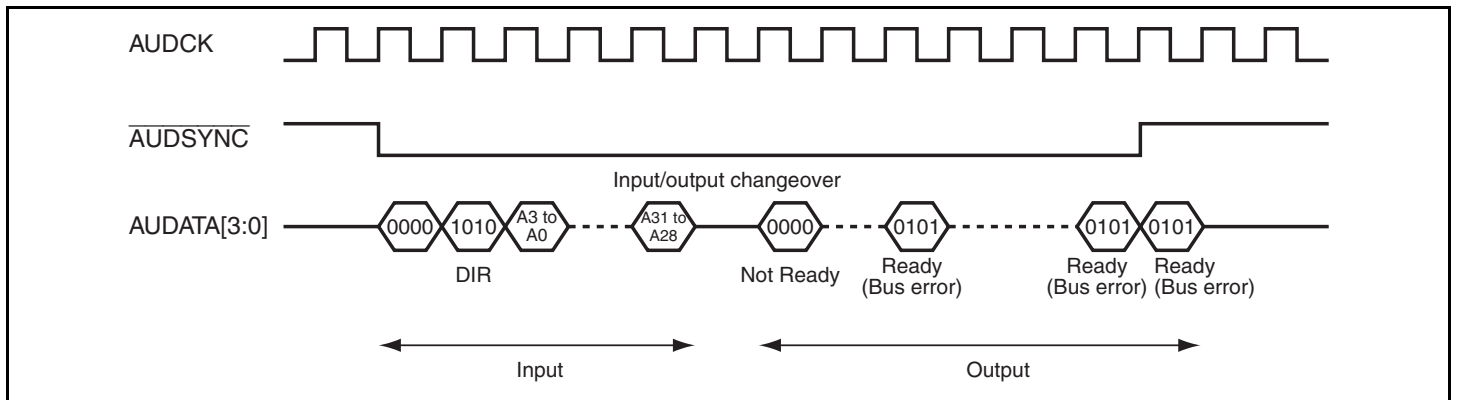 AUDCK
AUDSYNC
Input/output changeover
AUDATA[3:0]
0000 1010 A3 to A0 A31 to A28 0000 0101 0101 0101
DIR
Not Ready
Ready (Bus error)
Ready (Bus error)
Ready (Bus error)
Input
Output